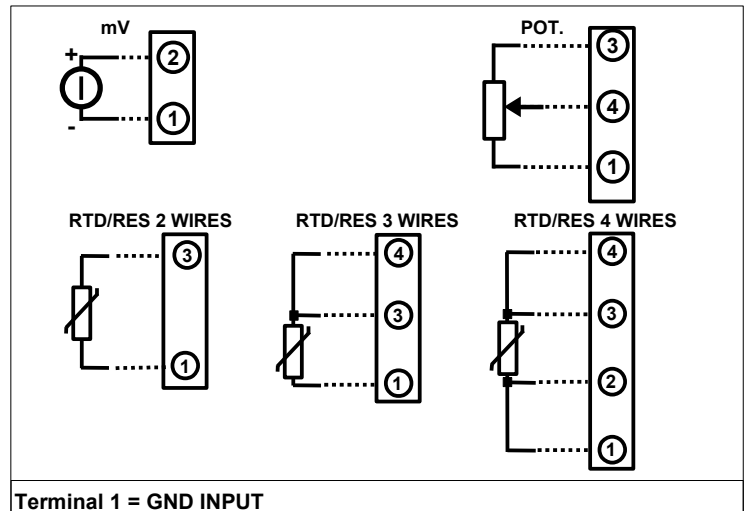 mV
+
2
1
-
POT.
3
4
1
RTD/RES 2 WIRES
3
1
RTD/RES 3 WIRES
4
3
1
RTD/RES 4 WIRES
4
3
2
1
Terminal 1 = GND INPUT